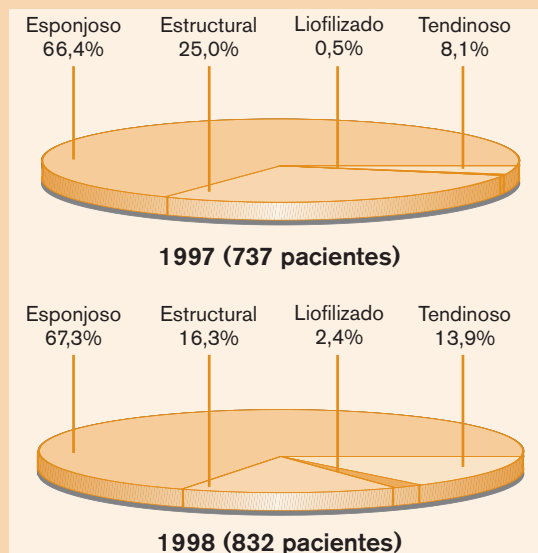 Esponjoso Estructural Liofilizado Tendinoso
66,4% 25,0% 0,5% 8,1%
1997 (737 pacientes)
Esponjoso Estructural Liofilizado Tendinoso
67,3% 16,3% 2,4% 13,9%
1998 (832 pacientes)